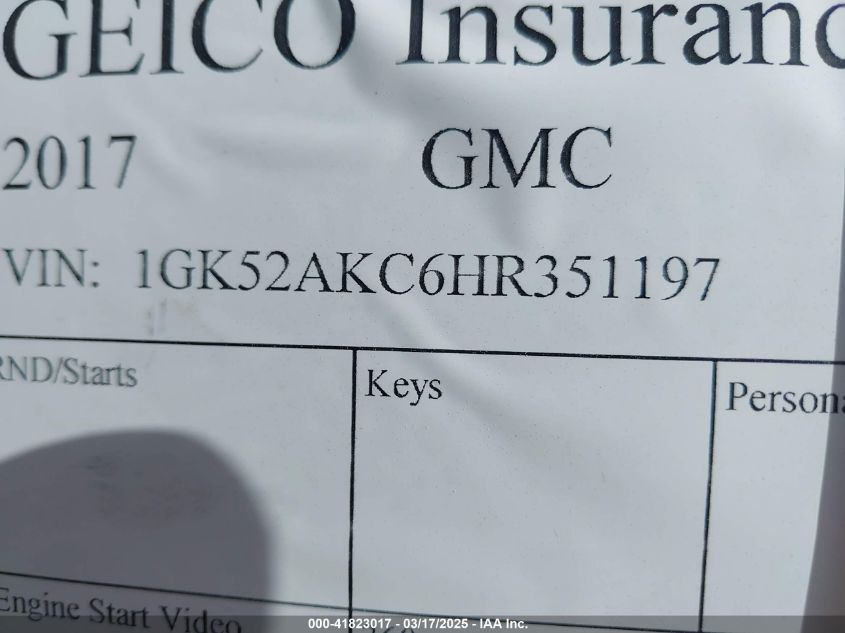 GEICO Insuranc
2017 GMC
VIN: 1GK52AKC6HR351197
RND/Starts Keys Persona
Engine Start Video
000-41823017 - 03/17/2025 - IAA Inc.